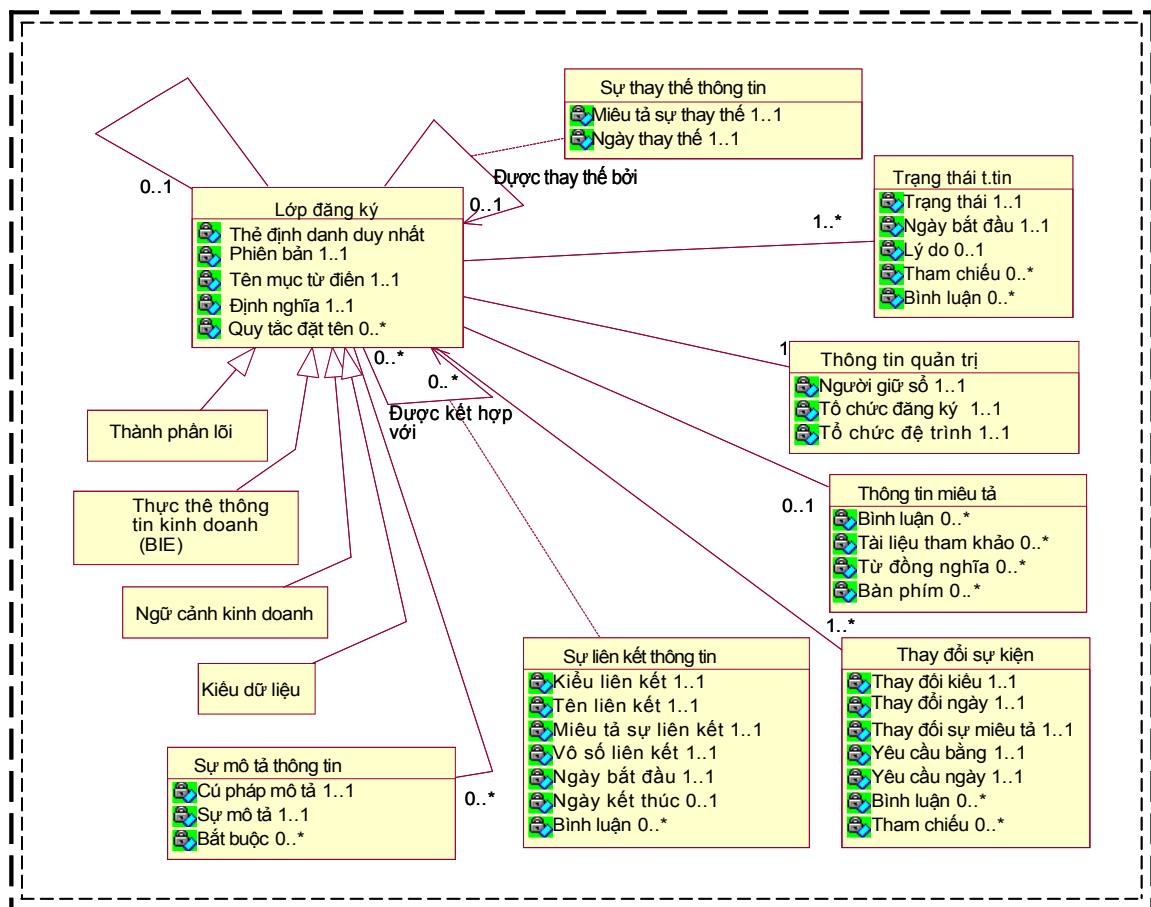 Sự thay thế thông tin
Miêu tả sự thay thế 1..1
Ngày thay thế 1..1
Được thay thế bởi
0..1
0..1
Lớp đăng ký
Thẻ định danh duy nhất
Phiên bản 1..1
Tên mục từ điển 1..1
Định nghĩa 1..1
Quy tắc đặt tên 0..*
Trạng thái t.tin
Trạng thái 1..1
Ngày bắt đầu 1..1
Lý do 0..1
Tham chiếu 0..*
Bình luận 0..*
1..*
1
Thông tin quản trị
Người giữ sổ 1..1
Tổ chức đăng ký 1..1
Tổ chức đệ trình 1..1
0..*
0..*
Được kết hợp
với
Thành phần lõi
Thực thê thông
tin kinh doanh
(BIE)
Ngữ cảnh kinh doanh
Kiểu dữ liệu
0..1
Thông tin miêu tả
Bình luận 0..*
Tài liệu tham khảo 0..*
Từ đồng nghĩa 0..*
Bàn phím 0..*
1..*
Sự mô tả thông tin
Cú pháp mô tả 1..1
Sự mô tả 1..1
Bắt buộc 0..*
0..*
Sự liên kết thông tin
Kiểu liên kết 1..1
Tên liên kết 1..1
Miêu tả sự liên kết 1..1
Vô số liên kết 1..1
Ngày bắt đầu 1..1
Ngày kết thúc 0..1
Bình luận 0..*
Thay đổi sự kiện
Thay đổi kiểu 1..1
Thay đổi ngày 1..1
Thay đổi sự miêu tả 1..1
Yêu cầu bằng 1..1
Yêu cầu ngày 1..1
Bình luận 0..*
Tham chiếu 0..*